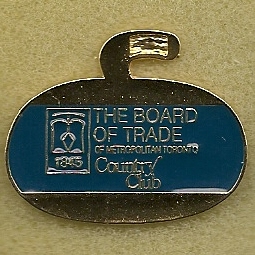 THE BOARD
OF TRADE
OF METROPOLITAN TORONTO
Country
Club
1845